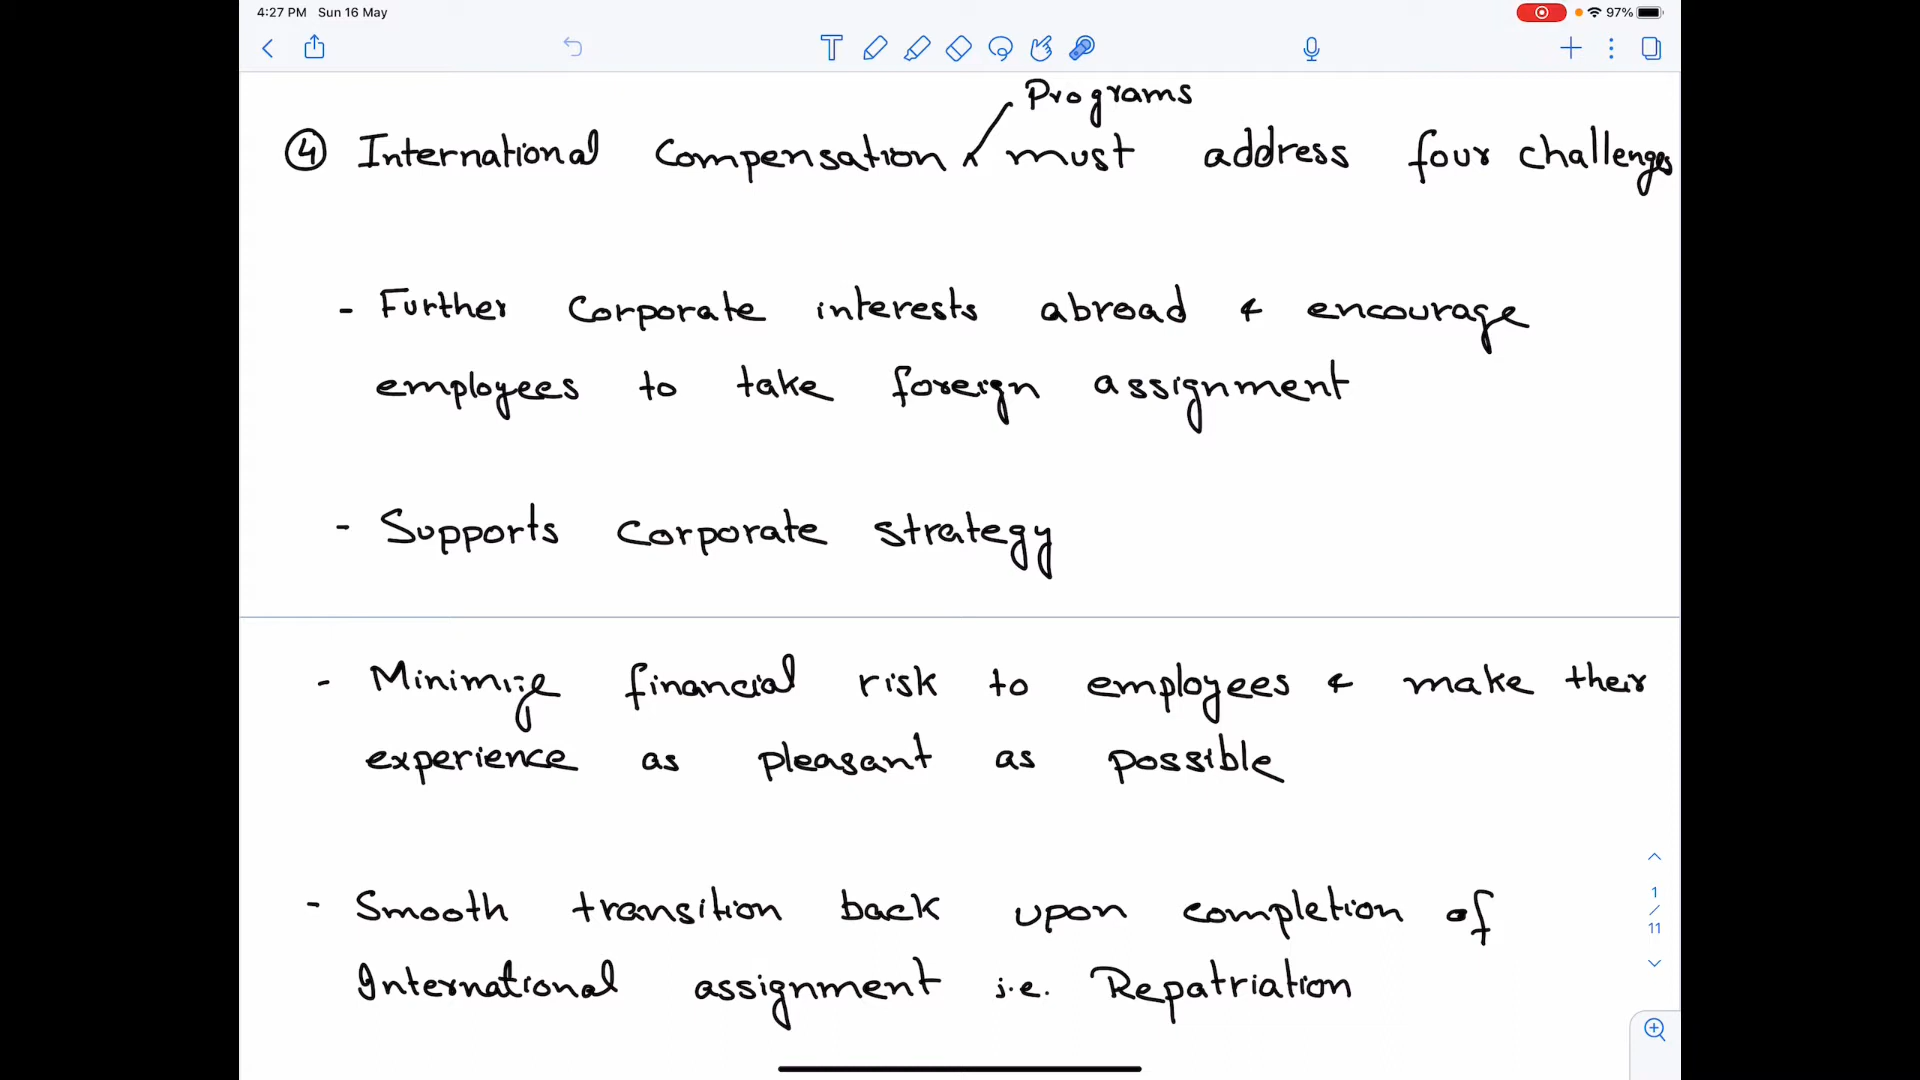 4:27 PM Sun 16 May
97%
Programs
④ International Compensation must address four challenges
- Further corporate interests abroad & encourage
employees to take foreign assignment
- Supports corporate strategy
- Minimize financial risk to employees & make their
experience as pleasant as possible
- Smooth transition back upon completion of
International assignment i.e. Repatriation
1
/
11